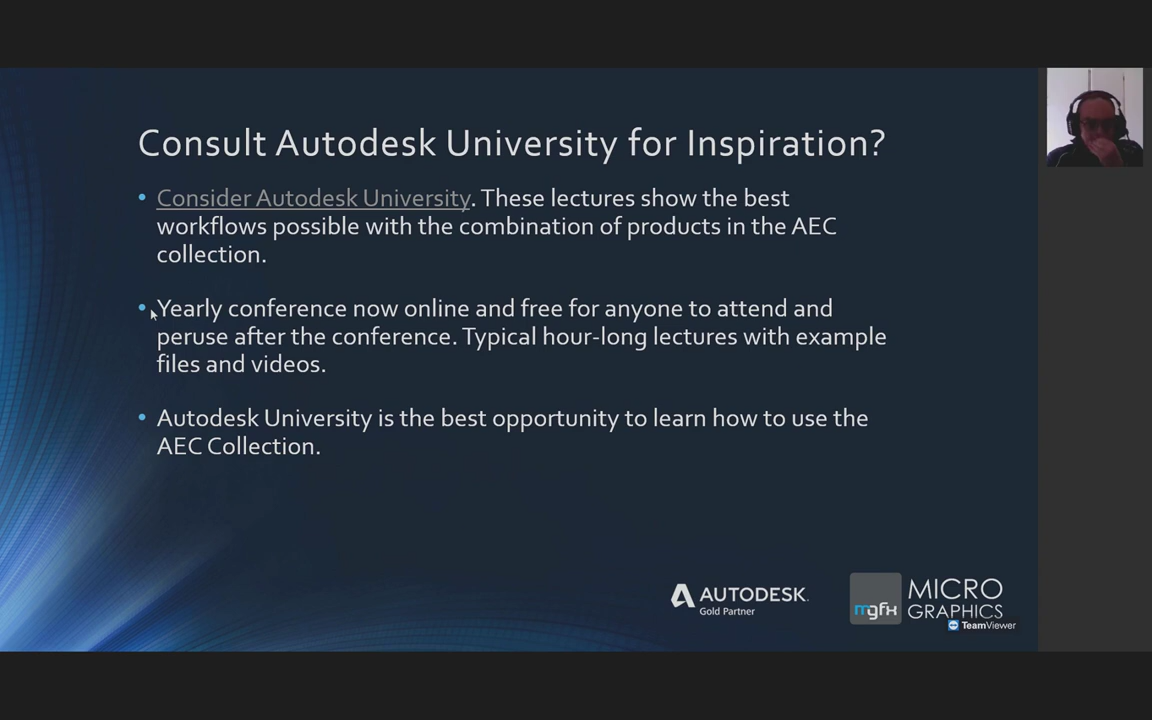 Consult Autodesk University for Inspiration?
• Consider Autodesk University. These lectures show the best
workflows possible with the combination of products in the AEC
collection.
• Yearly conference now online and free for anyone to attend and
peruse after the conference. Typical hour-long lectures with example
files and videos.
• Autodesk University is the best opportunity to learn how to use the
AEC Collection.
AUTODESK.
Gold Partner
mgfx
MICRO
GRAPHICS
TeamViewer